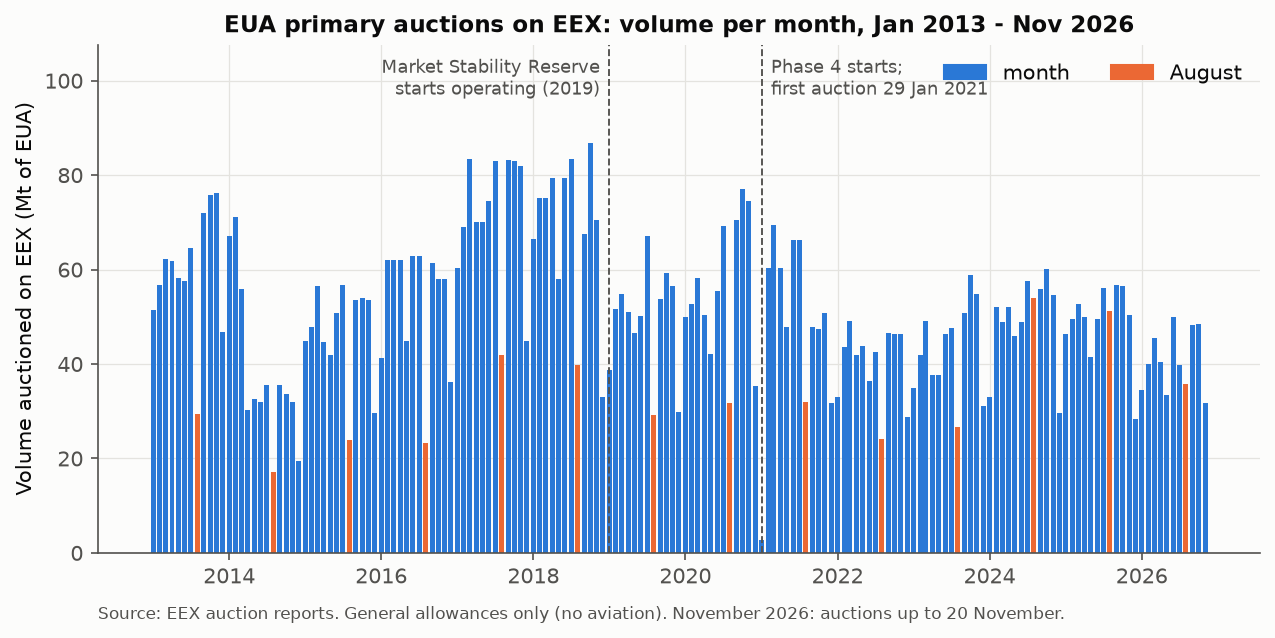 EUA primary auctions on EEX: volume per month, Jan 2013 - Nov 2026
Market Stability Reserve
starts operating (2019)
Phase 4 starts;
first auction 29 Jan 2021
month
August
Volume auctioned on EEX (Mt of EUA)
100
80
60
40
20
0
2014
2016
2018
2020
2022
2024
2026
Source: EEX auction reports. General allowances only (no aviation). November 2026: auctions up to 20 November.